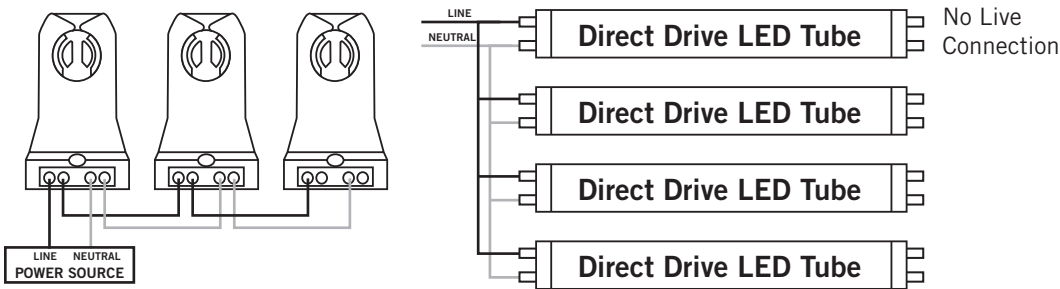 LINE NEUTRAL
POWER SOURCE
LINE
NEUTRAL
Direct Drive LED Tube
No Live
Connection
Direct Drive LED Tube
Direct Drive LED Tube
Direct Drive LED Tube